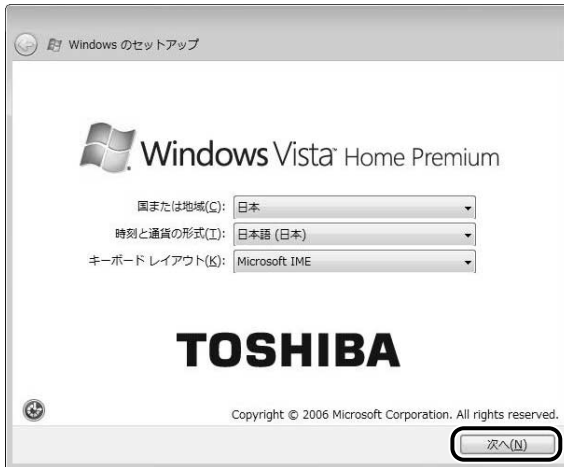 Windows のセットアップ
Windows Vista™ Home Premium
国または地域(C): 日本
時刻と通貨の形式(T): 日本語 (日本)
キーボード レイアウト(K): Microsoft IME
TOSHIBA
Copyright © 2006 Microsoft Corporation. All rights reserved.
次へ(N)